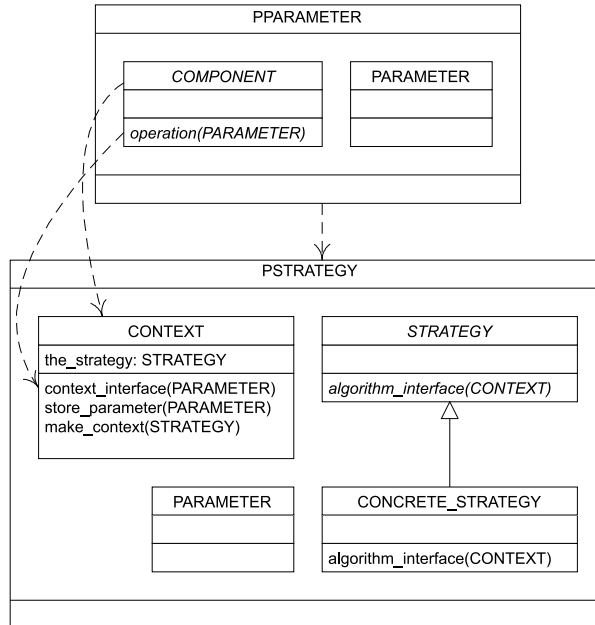 PPARAMETER
COMPONENT
operation(PARAMETER)
PARAMETER
PSTRATEGY
CONTEXT
the_strategy: STRATEGY
context_interface(PARAMETER)
store_parameter(PARAMETER)
make_context(STRATEGY)
STRATEGY
algorithm_interface(CONTEXT)
PARAMETER
CONCRETE_STRATEGY
algorithm_interface(CONTEXT)